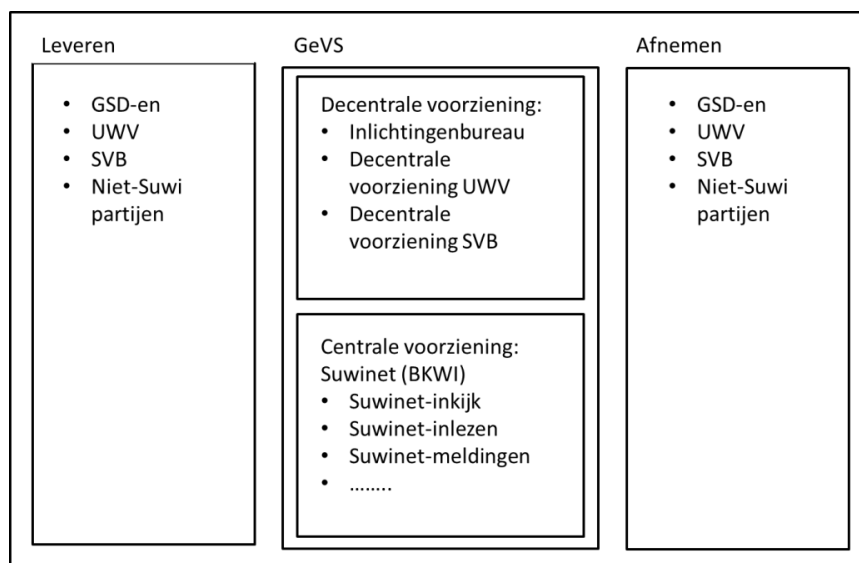 Leveren
• GSD-en
• UWV
• SVB
• Niet-Suwi
partijen
GeVS
Decentrale voorziening:
• Inlichtingenbureau
• Decentrale
voorziening UWV
• Decentrale
voorziening SVB
Centrale voorziening:
Suwinet (BKWI)
• Suwinet-inkijk
• Suwinet-inlezen
• Suwinet-meldingen
• ……..
Afnemen
• GSD-en
• UWV
• SVB
• Niet-Suwi
partijen